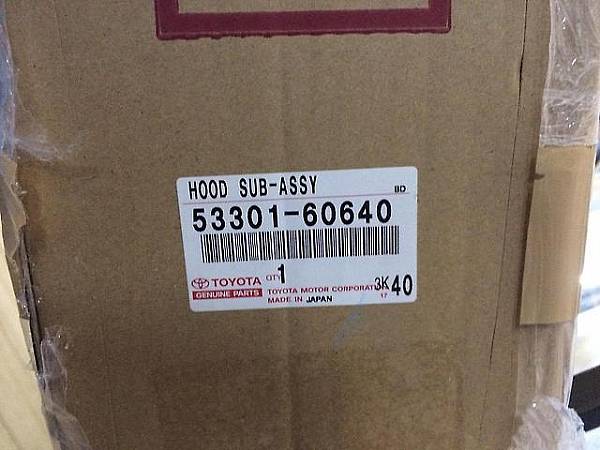 HOOD SUB-ASSY
BD
53301-60640
TOYOTA QTY 1
GENUINE PARTS
TOYOTA MOTOR CORPORATION 3K 40
MADE IN JAPAN 17